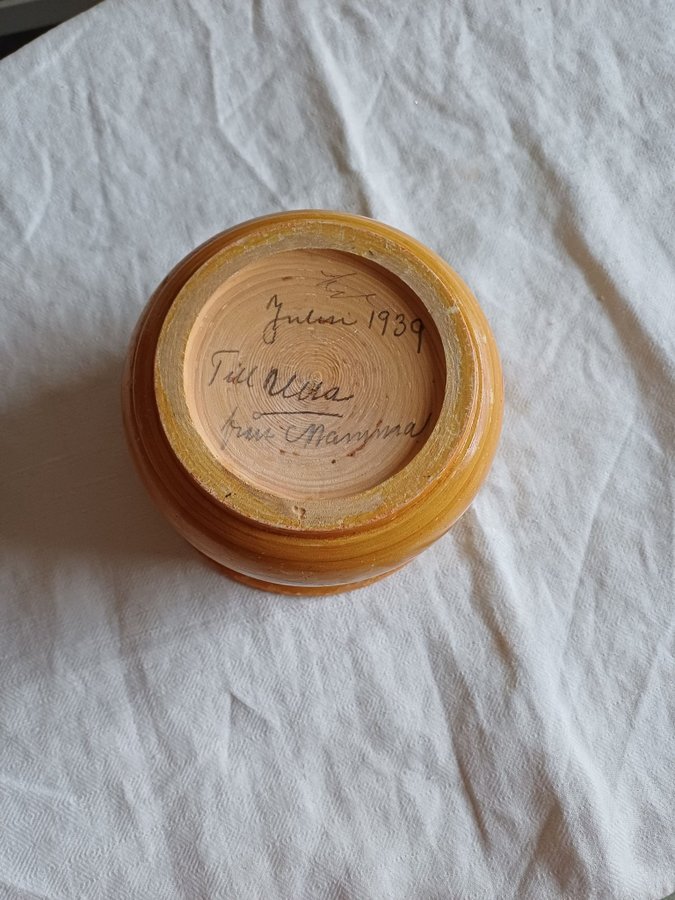 Julen 1939
Till Ulla
från Mamma